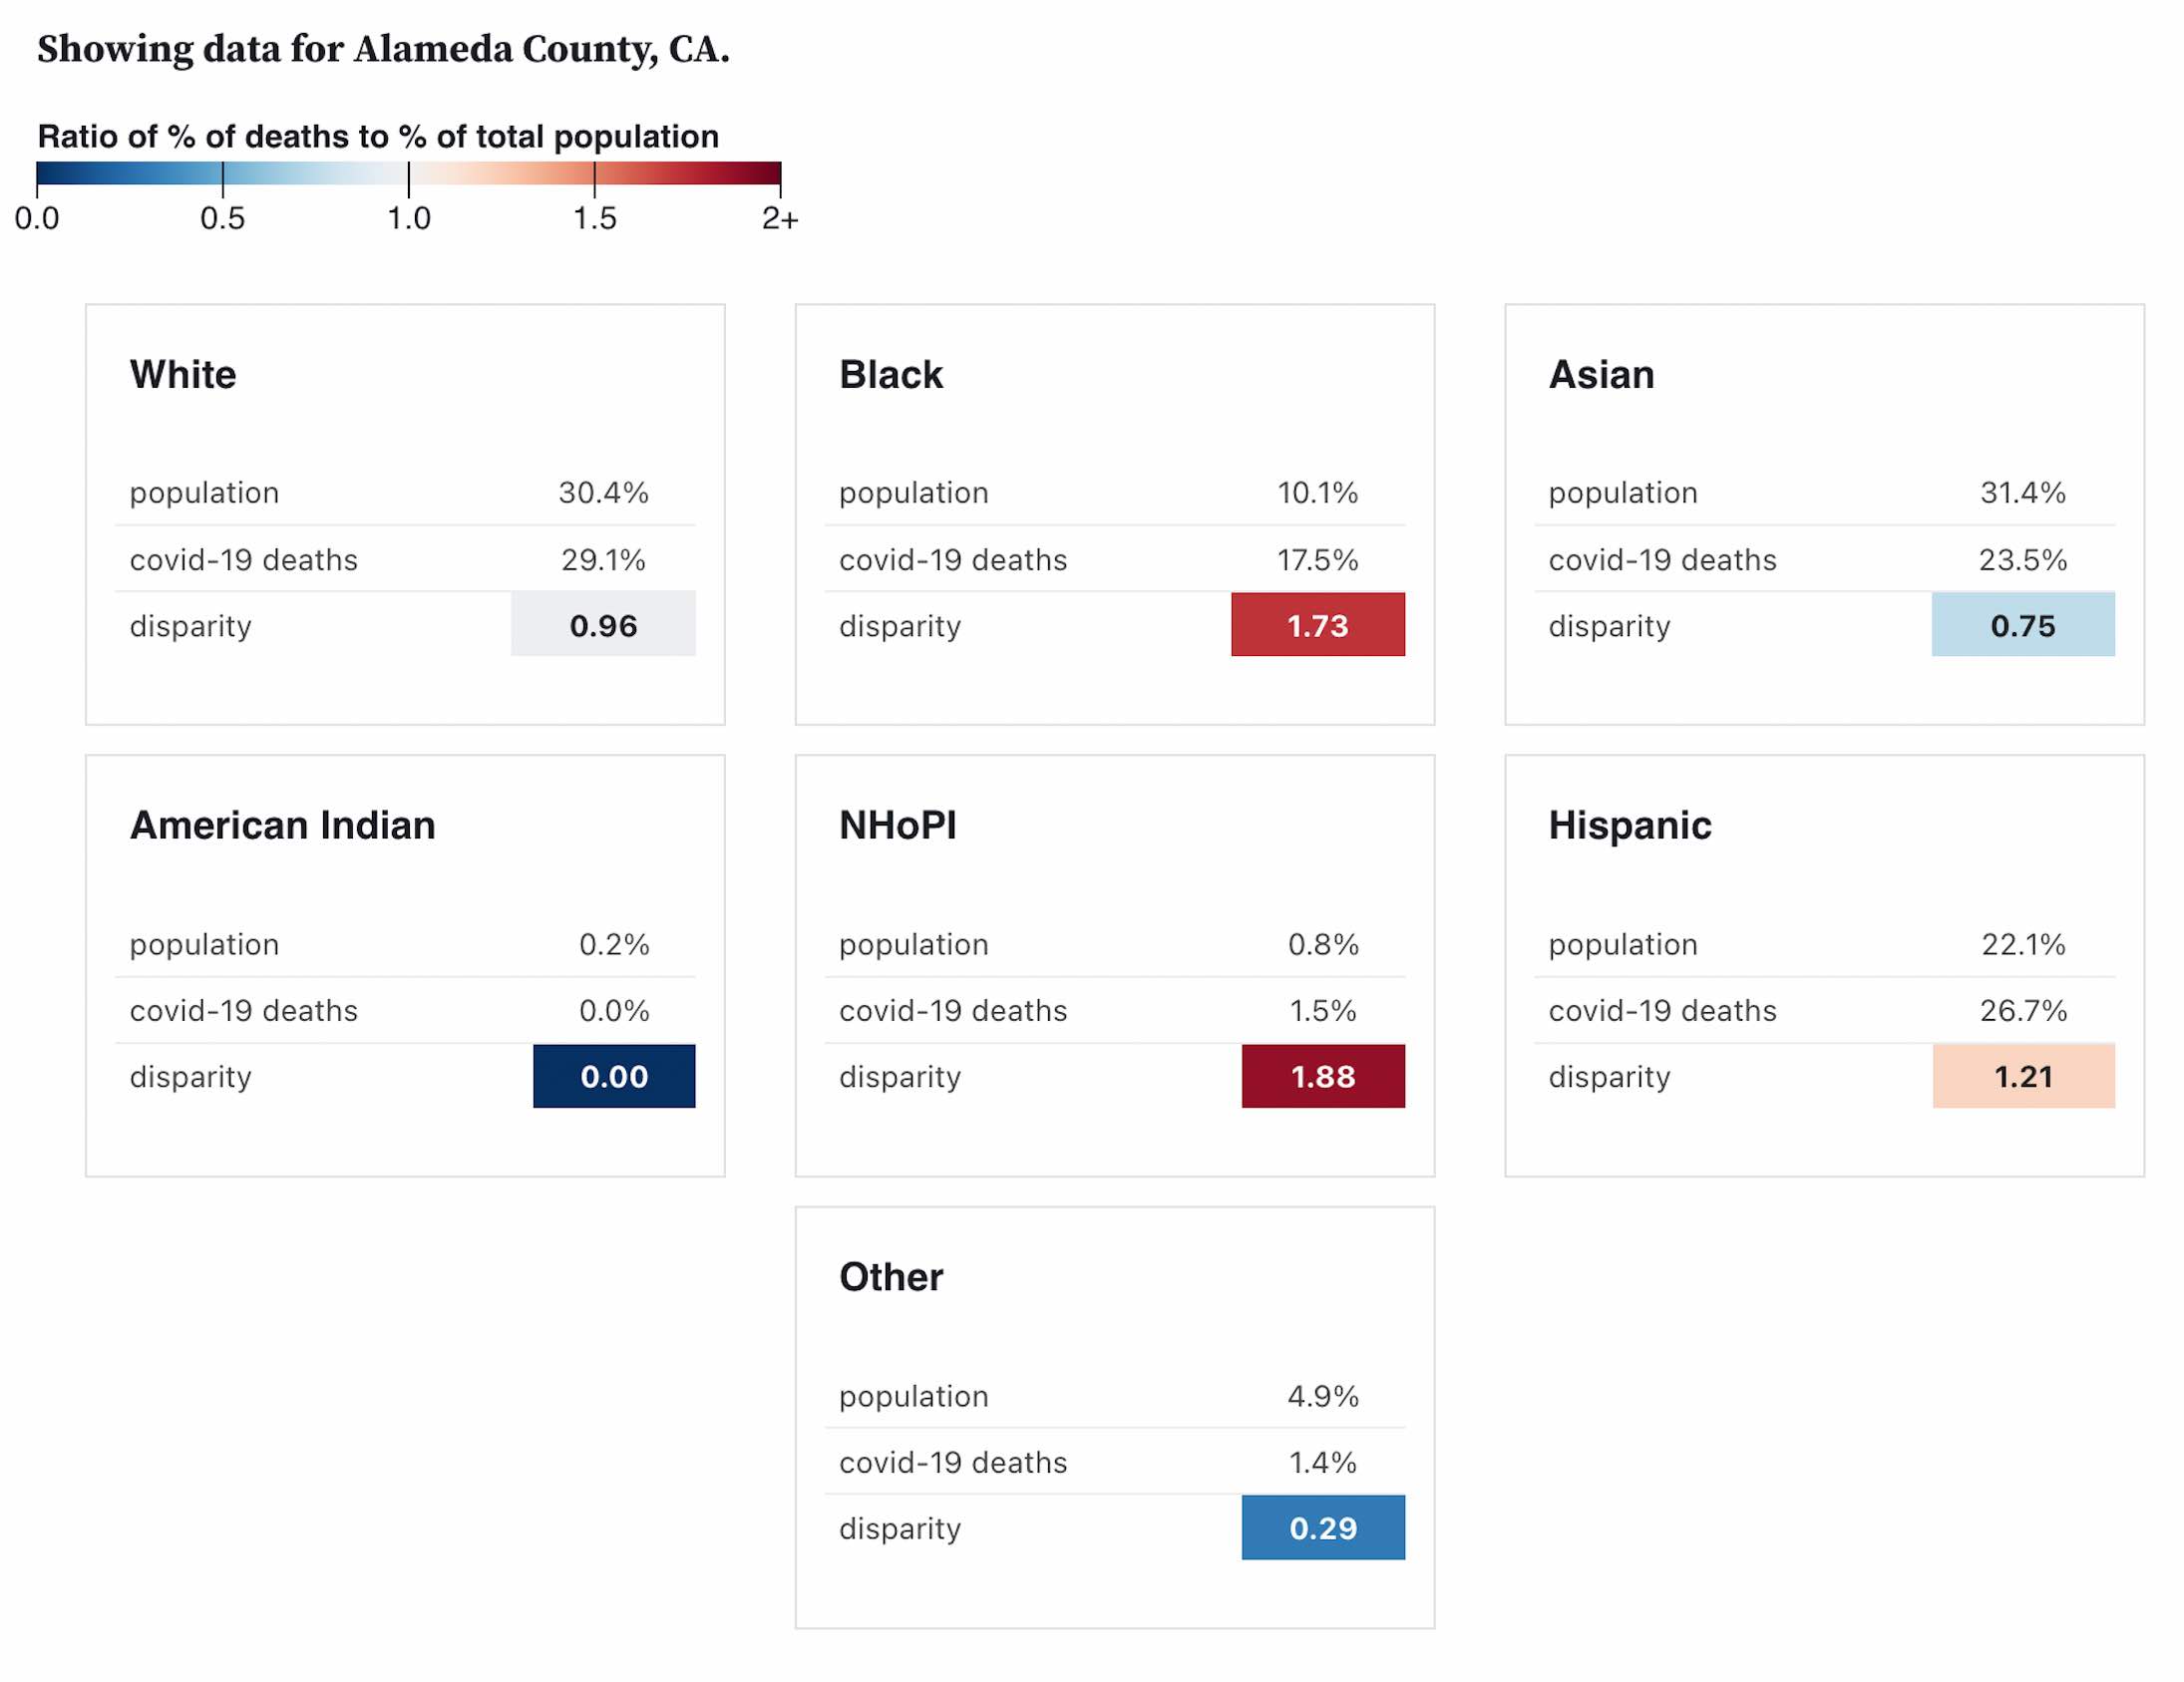 Showing data for Alameda County, CA.
Ratio of % of deaths to % of total population
0.0 0.5 1.0 1.5 2+
White
population 30.4%
covid-19 deaths 29.1%
disparity 0.96
Black
population 10.1%
covid-19 deaths 17.5%
disparity 1.73
Asian
population 31.4%
covid-19 deaths 23.5%
disparity 0.75
American Indian
population 0.2%
covid-19 deaths 0.0%
disparity 0.00
NHoPI
population 0.8%
covid-19 deaths 1.5%
disparity 1.88
Hispanic
population 22.1%
covid-19 deaths 26.7%
disparity 1.21
Other
population 4.9%
covid-19 deaths 1.4%
disparity 0.29